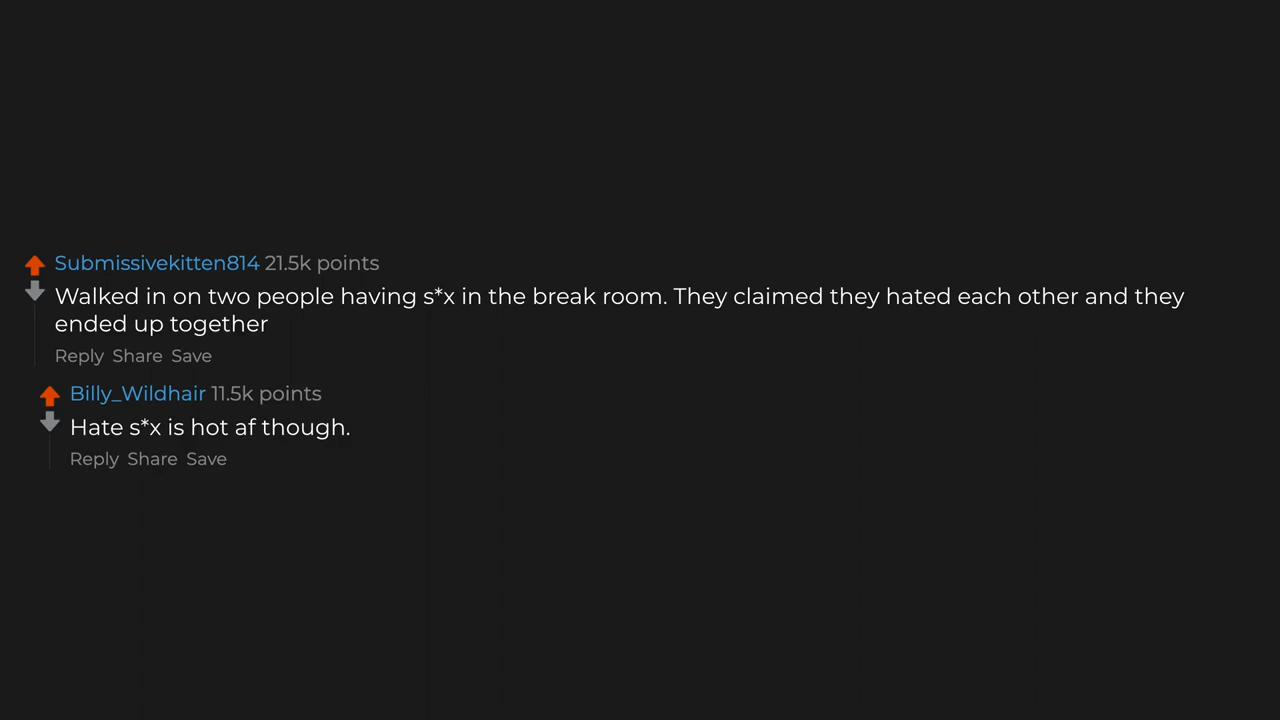 Submissivekitten814 21.5k points
Walked in on two people having s*x in the break room. They claimed they hated each other and they
ended up together
Reply Share Save
Billy_Wildhair 11.5k points
Hate s*x is hot af though.
Reply Share Save